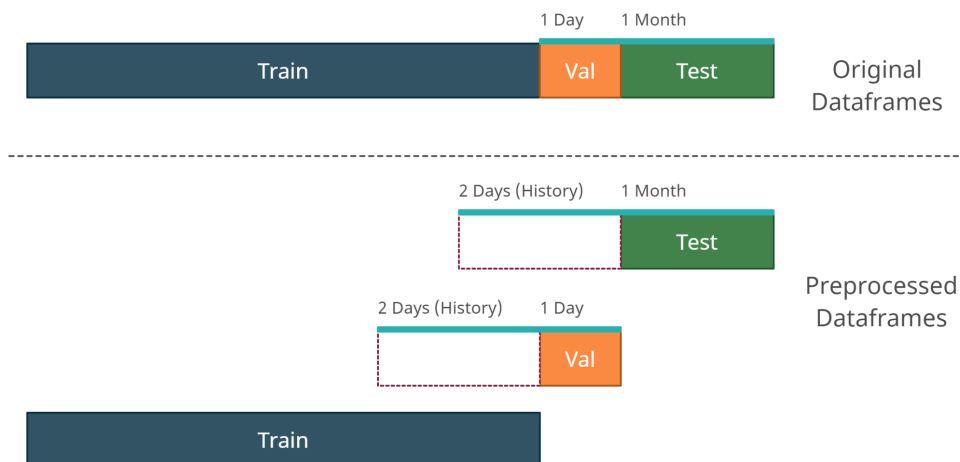 1 Day
1 Month
Train
Val
Test
Original
Dataframes
2 Days (History)
1 Month
Test
Preprocessed
Dataframes
2 Days (History)
1 Day
Val
Train